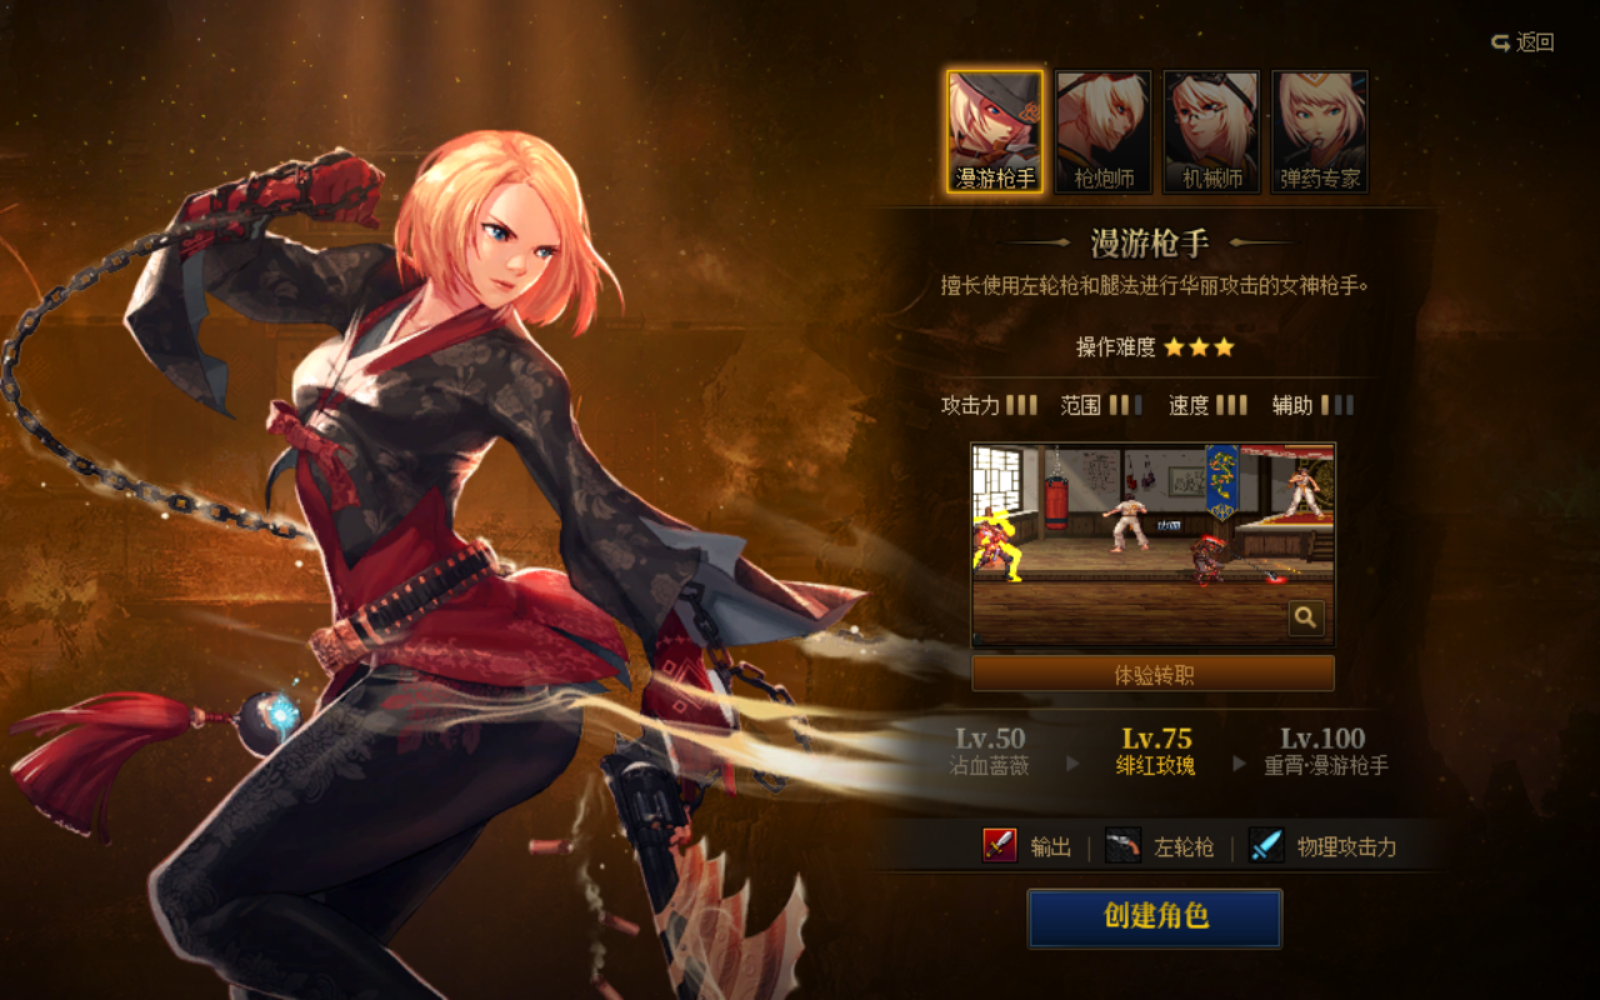 返回
漫游枪手
枪炮师
机械师
弹药专家
漫游枪手
擅长使用左轮枪和腿法进行华丽攻击的女神枪手。
操作难度
攻击力 范围 速度 辅助
体验转职
Lv.50 Lv.75 Lv.100
沾血蔷薇 绯红玫瑰 重霄·漫游枪手
输出 | 左轮枪 | 物理攻击力
创建角色